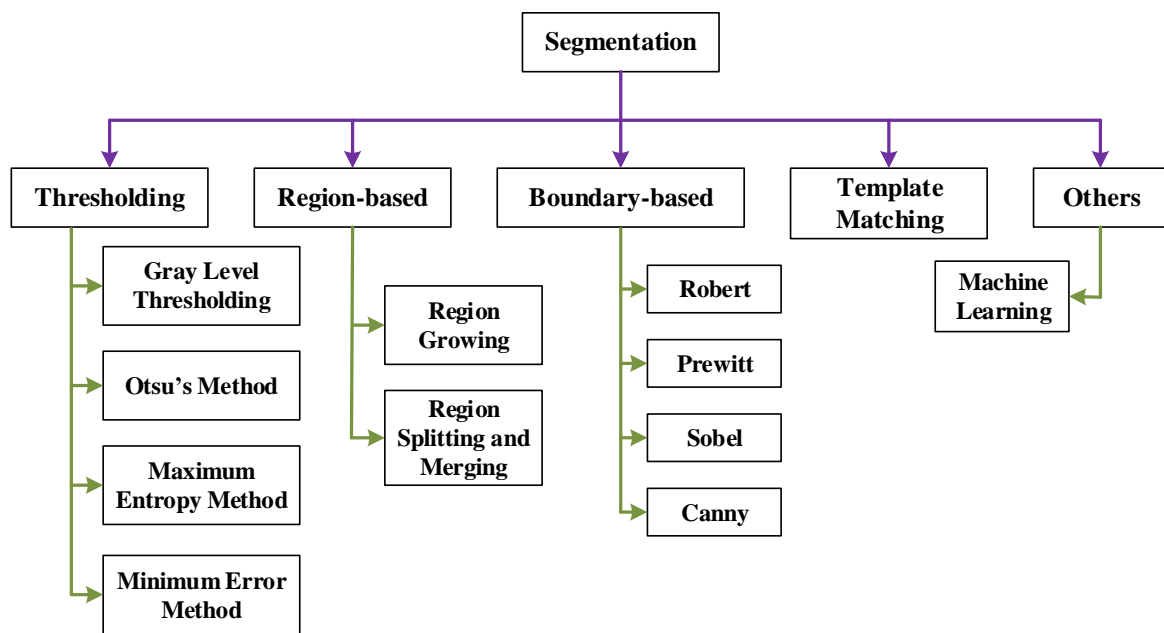 Segmentation
Thresholding
Region-based
Boundary-based
Template
Matching
Others
Gray Level
Thresholding
Otsu’s Method
Maximum
Entropy Method
Minimum Error
Method
Region
Growing
Region
Splitting and
Merging
Robert
Prewitt
Sobel
Canny
Machine
Learning